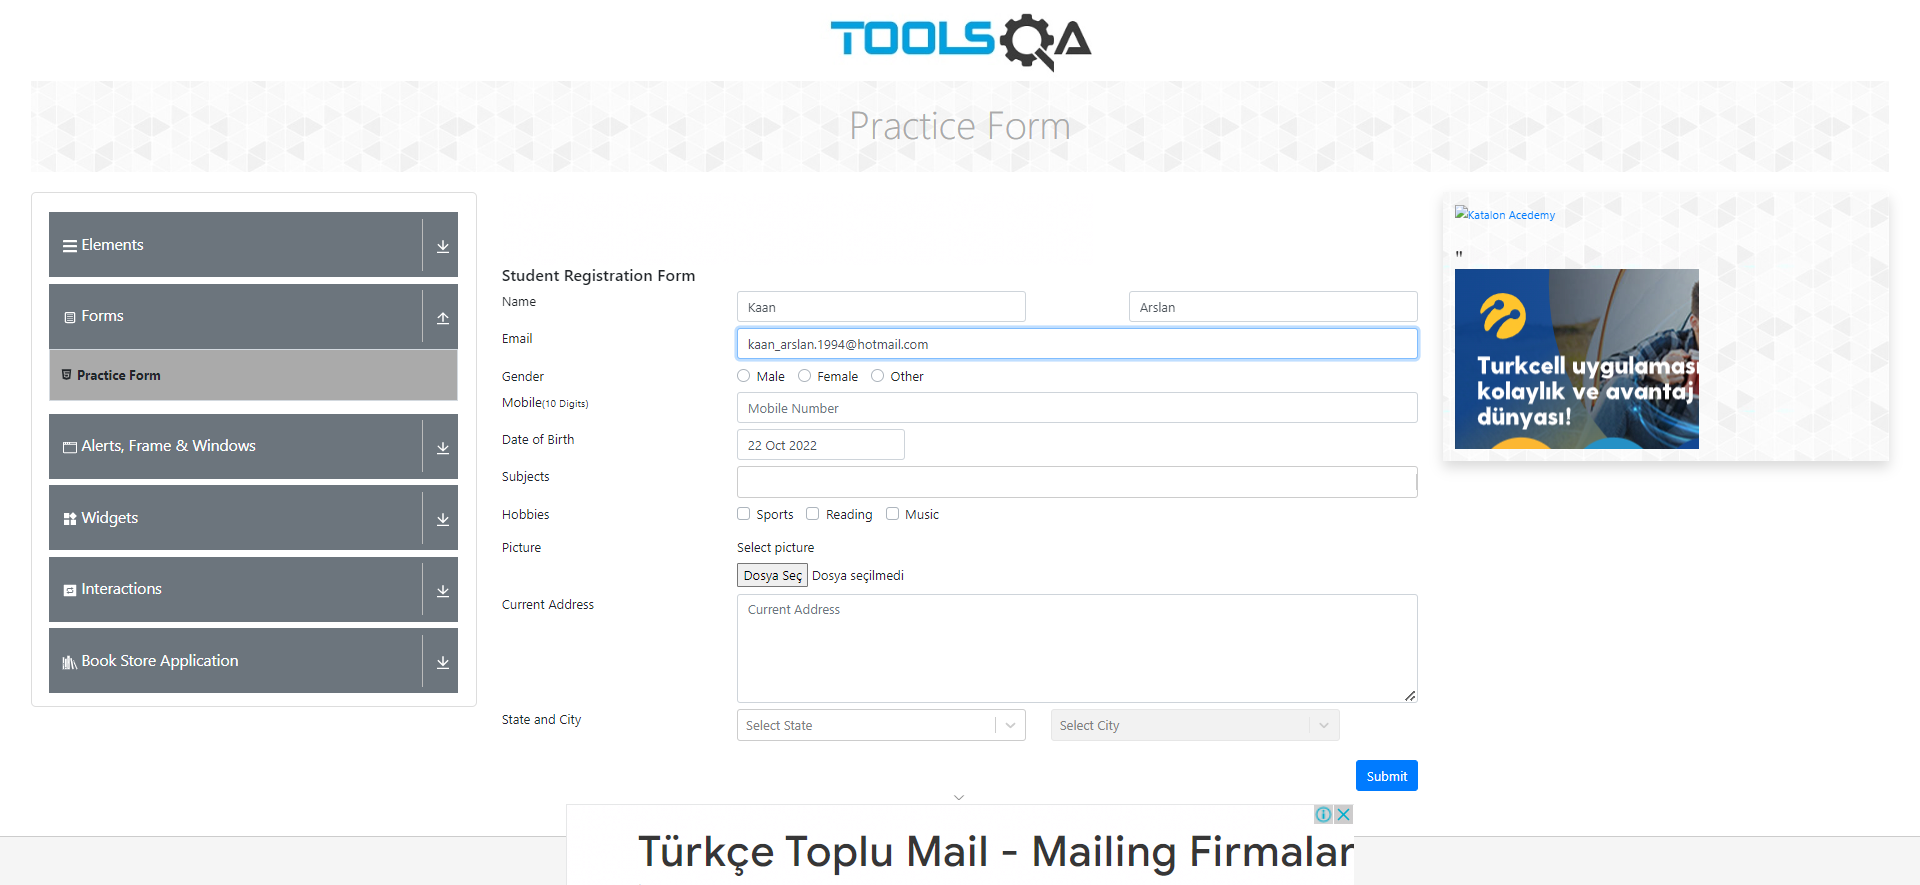 TOOLSQA
Practice Form
Elements
Forms
Practice Form
Alerts, Frame & Windows
Widgets
Interactions
Book Store Application
Student Registration Form
Name Kaan Arslan
Email kaan_arslan.1994@hotmail.com
Gender Male Female Other
Mobile(10 Digits) Mobile Number
Date of Birth 22 Oct 2022
Subjects
Hobbies Sports Reading Music
Picture Select picture
Dosya Seç Dosya seçilmedi
Current Address Current Address
State and City Select State Select City
Submit
Katalon Acedemy
"
Turkcell uygulaması
kolaylık ve avantaj
dünyası!
Türkçe Toplu Mail - Mailing Firmalar